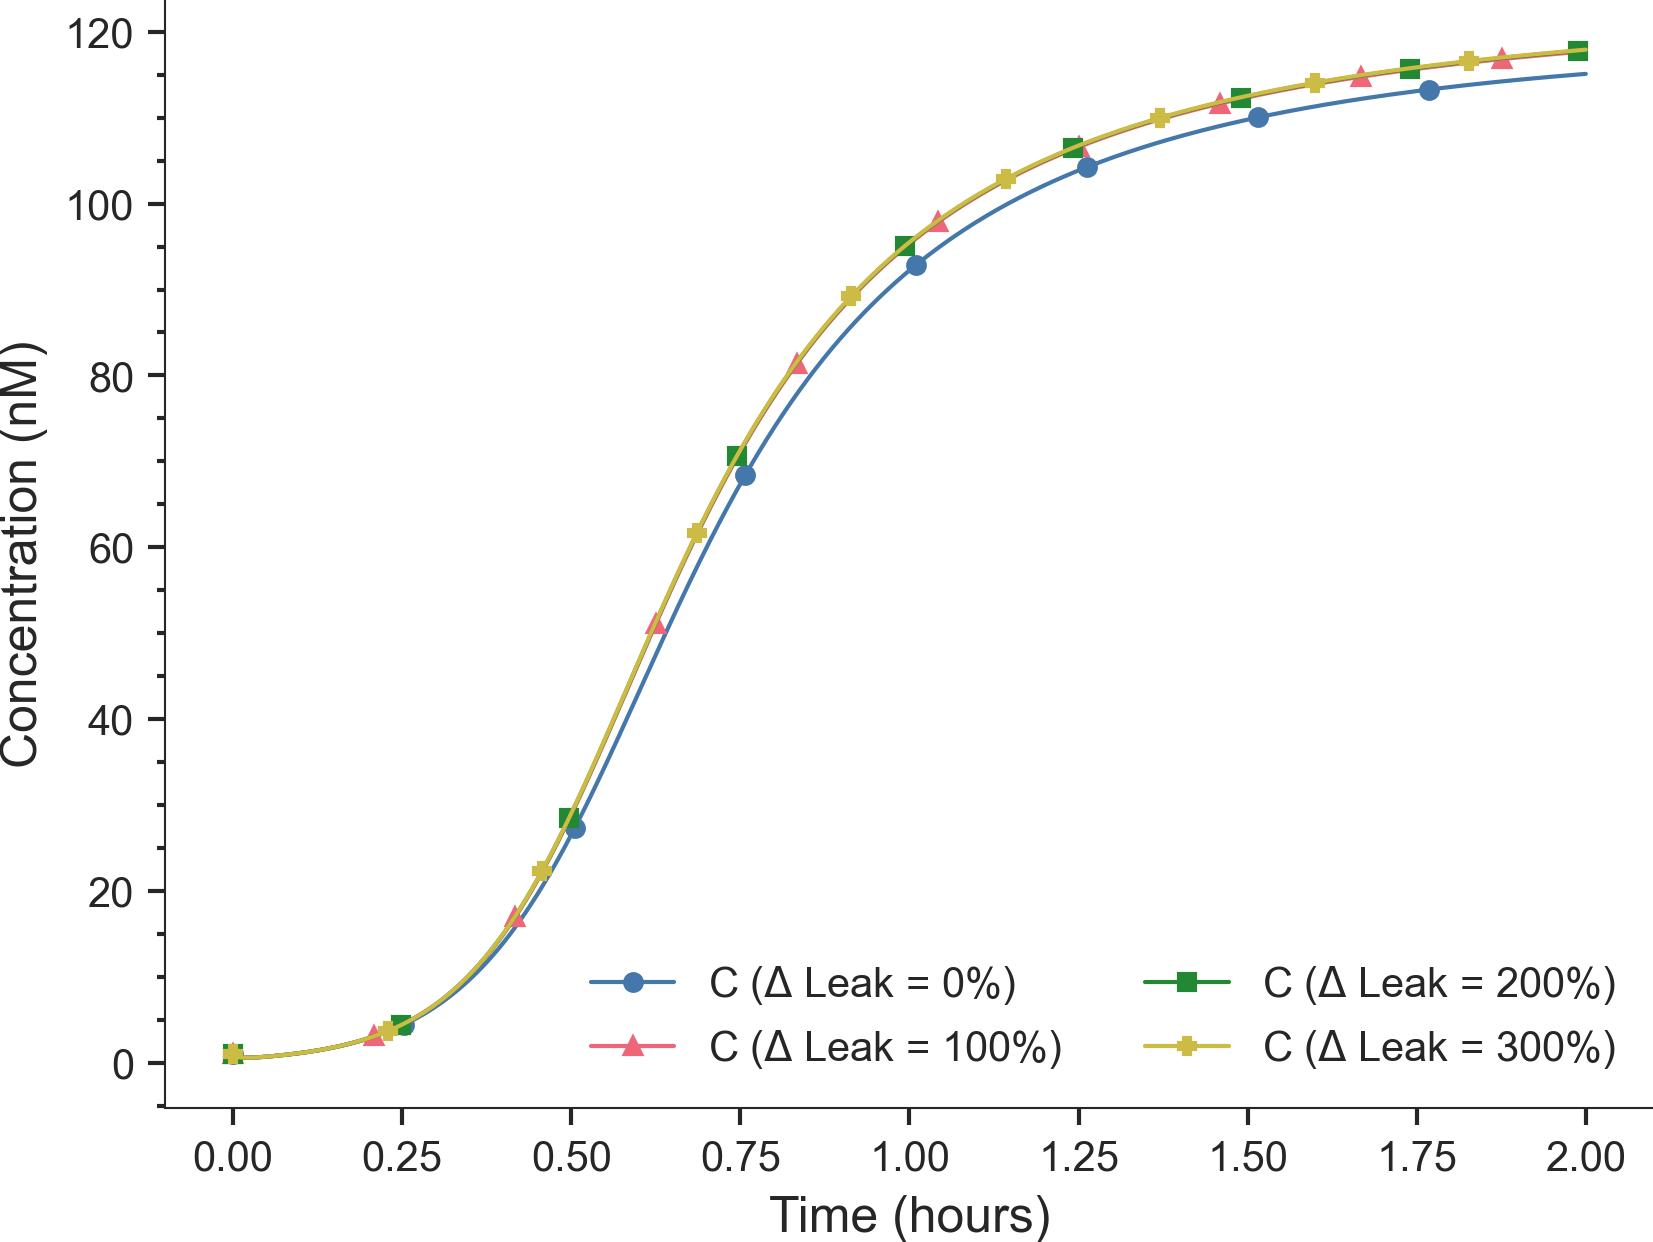 120
100
80
60
40
20
0
Concentration (nM)
C (Δ Leak = 0%)
C (Δ Leak = 100%)
C (Δ Leak = 200%)
C (Δ Leak = 300%)
0.00 0.25 0.50 0.75 1.00 1.25 1.50 1.75 2.00
Time (hours)